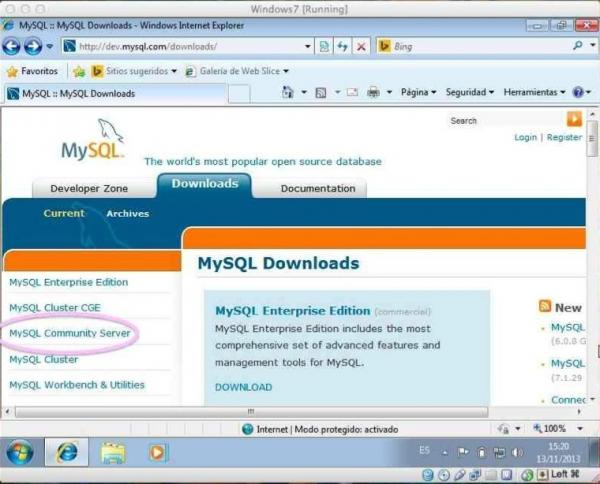 Windows7 [Running]
MySQL :: MySQL Downloads - Windows Internet Explorer
http://dev.mysql.com/downloads/
Bing
Favoritos Sitios sugeridos Galería de Web Slice
MySQL :: MySQL Downloads
Página Seguridad Herramientas
Search
Login | Register
MySQL
The world's most popular open source database
Developer Zone Downloads Documentation
Current Archives
MySQL Enterprise Edition
MySQL Cluster CGE
MySQL Community Server
MySQL Cluster
MySQL Workbench & Utilities
MySQL Downloads
MySQL Enterprise Edition (commercial)
MySQL Enterprise Edition includes the most
comprehensive set of advanced features and
management tools for MySQL.
DOWNLOAD
New
MySQL
(6.0.8
MySQL
(7.1.29
Connec
Internet | Modo protegido: activado
100%
ES
15:20
13/11/2013
Left ⌘